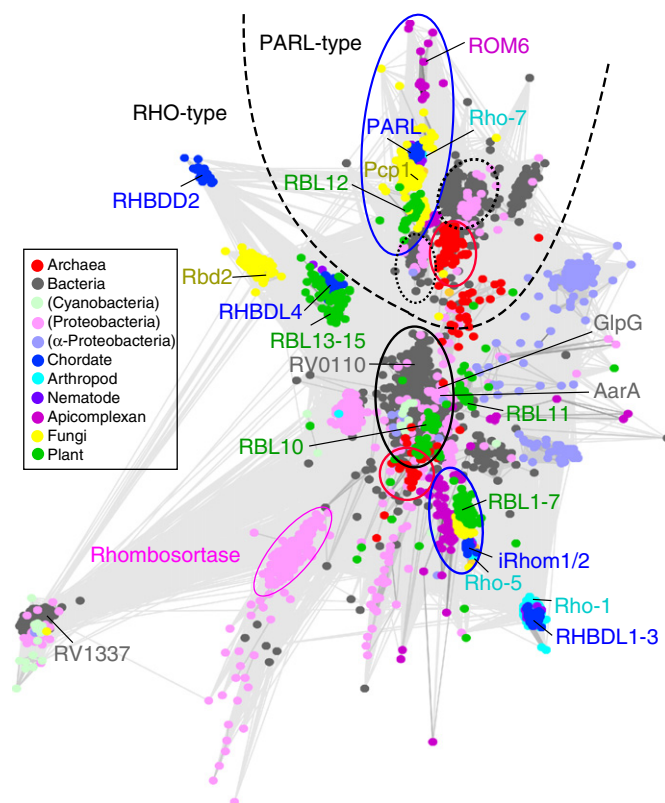 PARL-type
ROM6
RHO-type
PARL
Rho-7
Pcp1
RBL12
RHBDD2
Rbd2
RHBDL4
RBL13-15
Archaea
Bacteria
(Cyanobacteria)
(Proteobacteria)
(α-Proteobacteria)
Chordate
Arthropod
Nematode
Apicomplexan
Fungi
Plant
GlpG
RV0110
AarA
RBL11
RBL10
RBL1-7
Rhombosortase
iRhom1/2
Rho-5
Rho-1
RHBDL1-3
RV1337